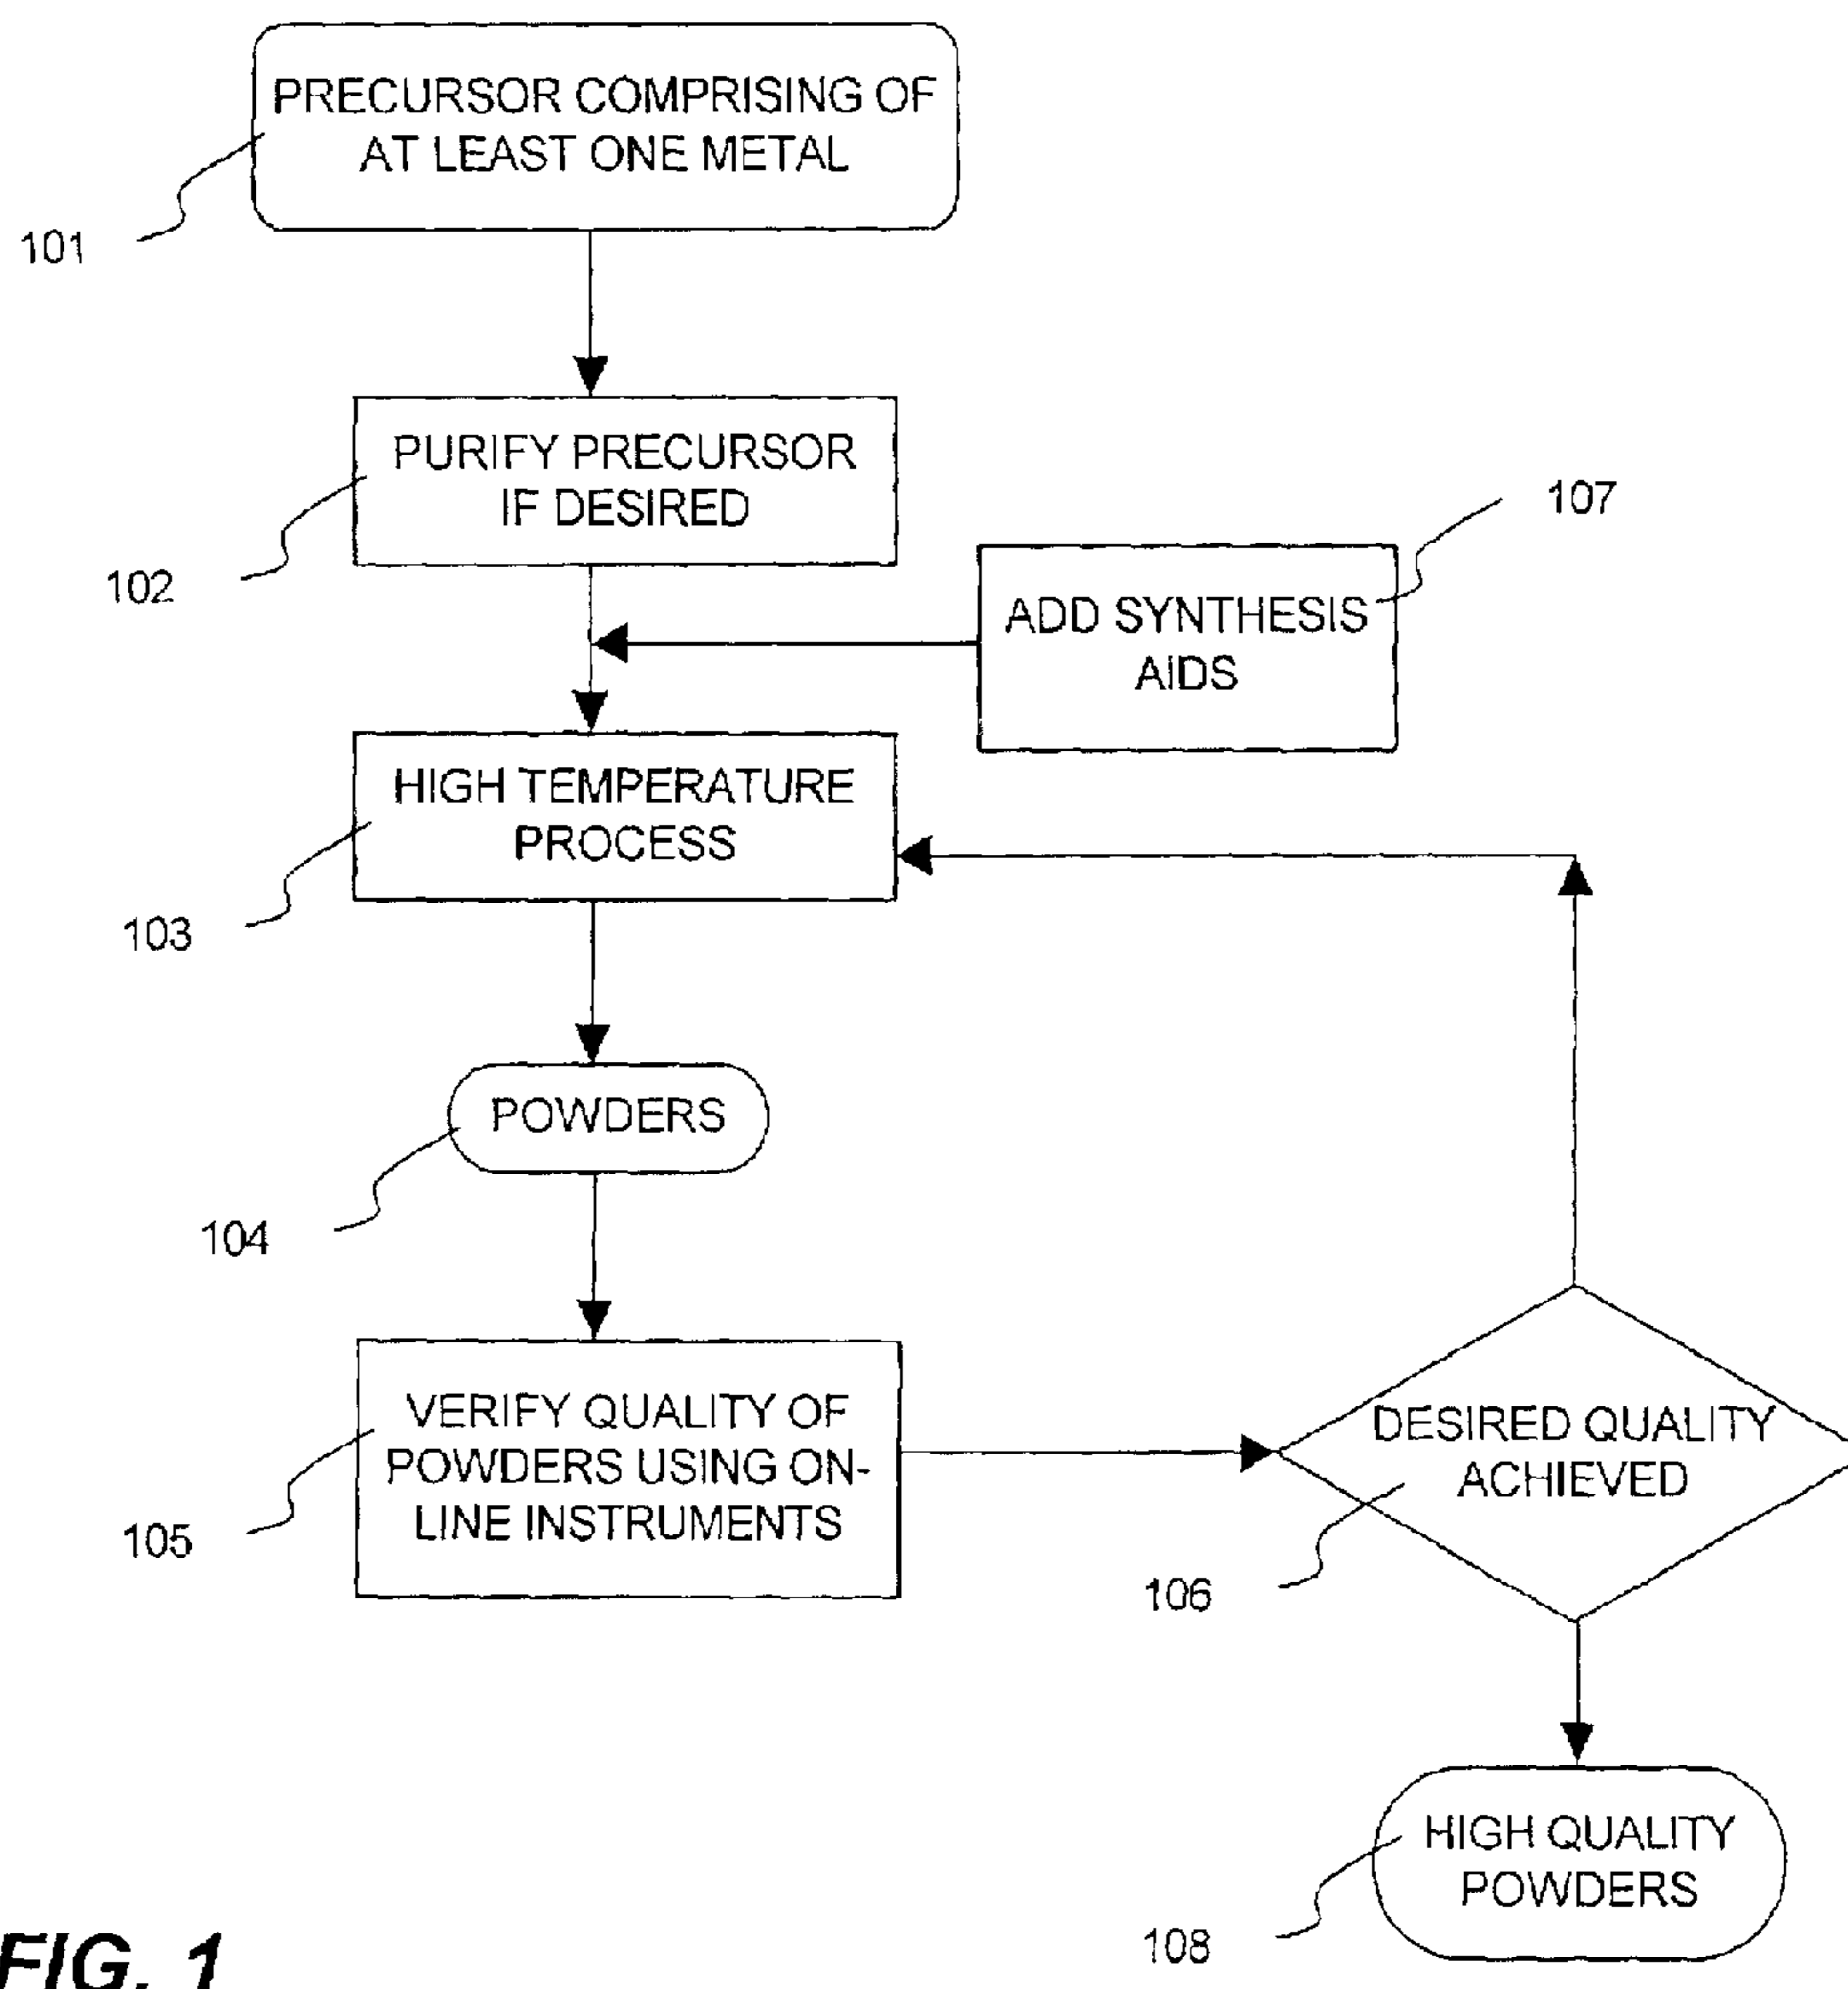 PRECURSOR COMPRISING OF
AT LEAST ONE METAL
101
PURIFY PRECURSOR
IF DESIRED
102
107
ADD SYNTHESIS
AIDS
HIGH TEMPERATURE
PROCESS
103
POWDERS
104
VERIFY QUALITY OF
POWDERS USING ON-
LINE INSTRUMENTS
105
DESIRED QUALITY
ACHIEVED
106
HIGH QUALITY
POWDERS
108
FIG. 1